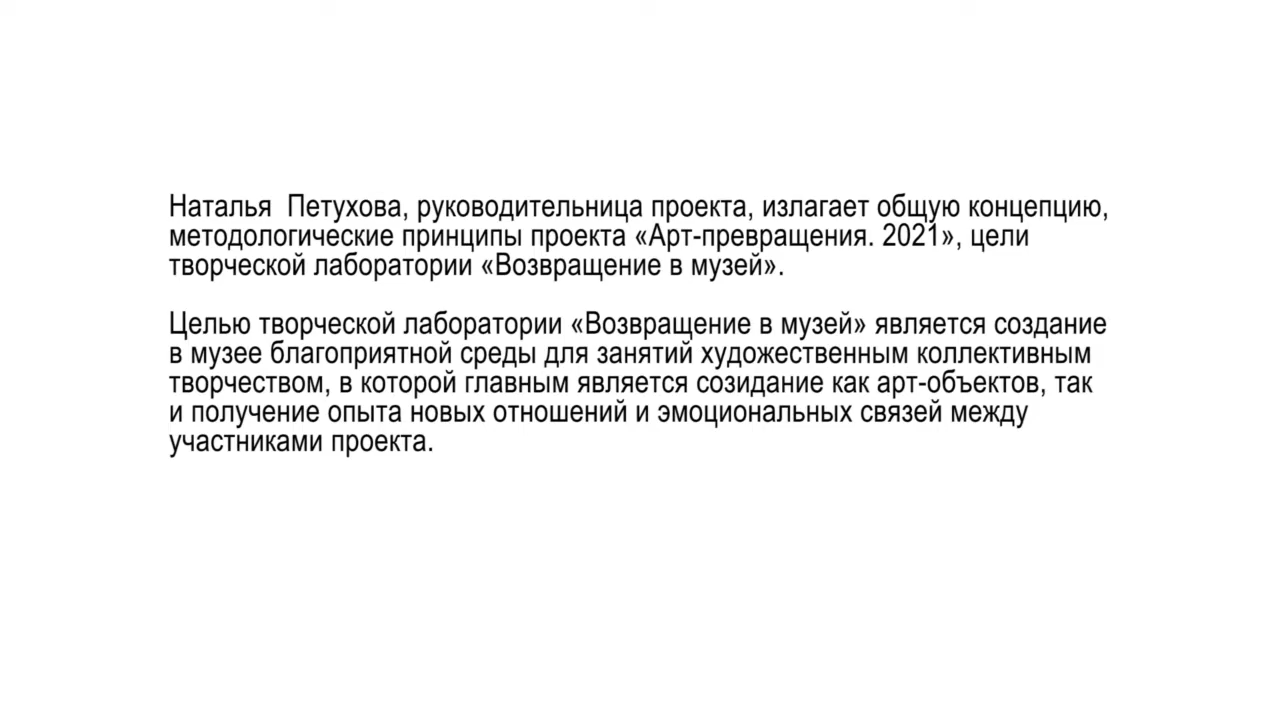 Наталья  Петухова, руководительница проекта, излагает общую концепцию,
методологические принципы проекта «Арт-превращения. 2021», цели
творческой лаборатории «Возвращение в музей».
Целью творческой лаборатории «Возвращение в музей» является создание
в музее благоприятной среды для занятий художественным коллективным
творчеством, в которой главным является созидание как арт-объектов, так
и получение опыта новых отношений и эмоциональных связей между
участниками проекта.